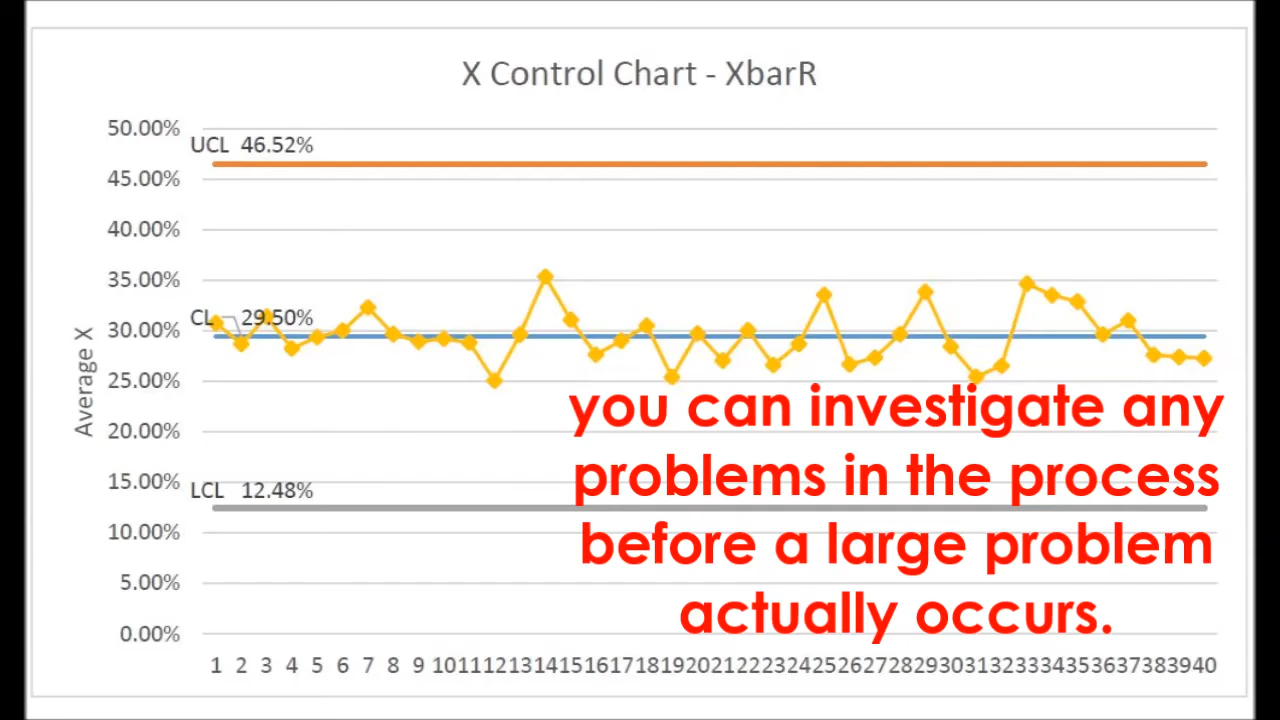 X Control Chart - XbarR
50.00%
UCL 46.52%
45.00%
40.00%
35.00%
CL 29.50%
30.00%
Average X
25.00%
you can investigate any
20.00%
problems in the process
15.00%
LCL 12.48%
10.00%
before a large problem
5.00%
actually occurs.
0.00%
1 2 3 4 5 6 7 8 9 10 11 12 13 14 15 16 17 18 19 20 21 22 23 24 25 26 27 28 29 30 31 32 33 34 35 36 37 38 39 40